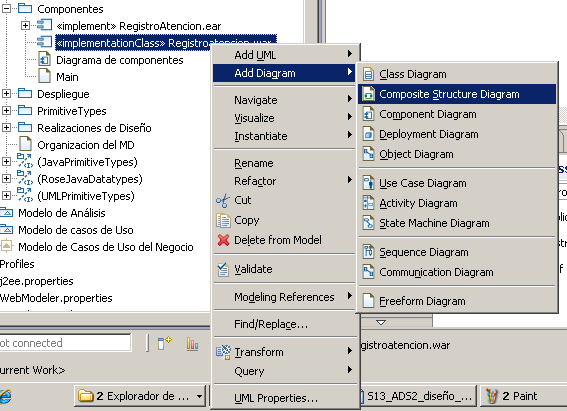 Componentes
«implement» RegistroAtencion.ear
«implementationClass» Registroatencion.war
Diagrama de componentes
Main
Despliegue
PrimitiveTypes
Realizaciones de Diseño
Organizacion del MD
(JavaPrimitiveTypes)
(RoseJavaDatatypes)
(UMLPrimitiveTypes)
Modelo de Análisis
Modelo de casos de Uso
Modelo de Casos de Uso del Negocio
Profiles
j2ee.properties
WebModeler.properties
ot connected
urrent Work>
Add UML
Add Diagram
Navigate
Visualize
Instantiate
Rename
Refactor
Cut
Copy
Delete from Model
Validate
Modeling References
Find/Replace...
Transform
Query
UML Properties...
Class Diagram
Composite Structure Diagram
Component Diagram
Deployment Diagram
Object Diagram
Use Case Diagram
Activity Diagram
State Machine Diagram
Sequence Diagram
Communication Diagram
Freeform Diagram
gistroatencion.war
2 Explorador de ...
S13_ADS2_diseño_...
2 Paint